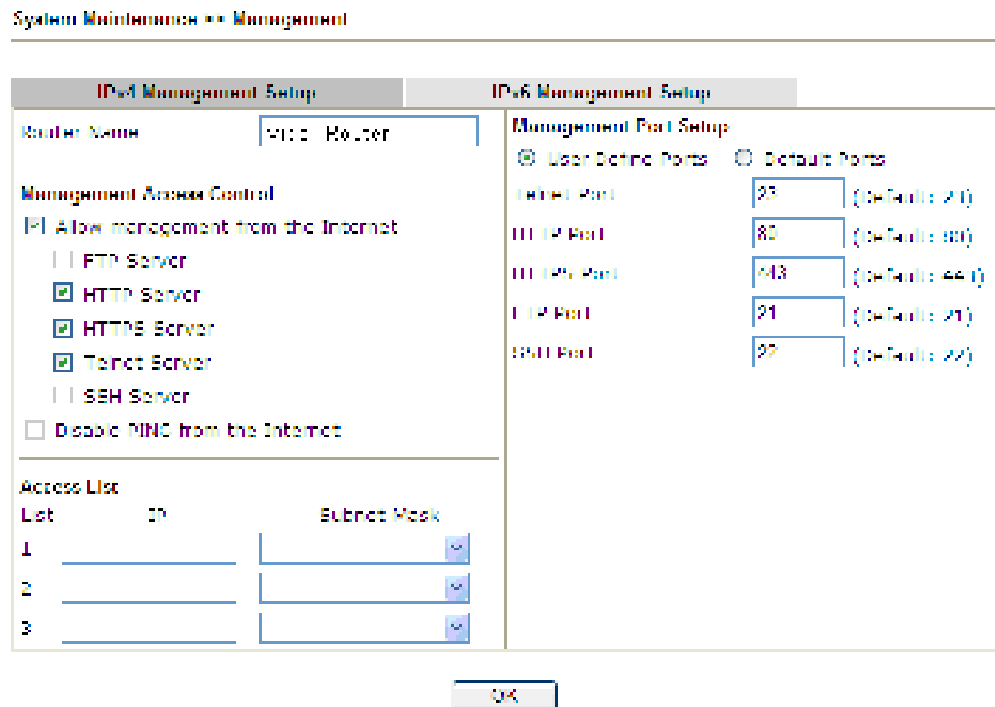 System Maintenance >> Management
IPv4 Management Setup
IPv6 Management Setup
Router Name
Router
Management Access Control
Allow management from the Internet
FTP Server
HTTP Server
HTTPS Server
Telnet Server
SSH Server
Disable PING from the Internet
Access List
List IP Subnet Mask
1
2
3
Management Port Setup
User Define Ports Default Ports
Telnet Port 23 (Default: 23)
HTTP Port 80 (Default: 80)
HTTPS Port 443 (Default: 443)
FTP Port 21 (Default: 21)
SSH Port 22 (Default: 22)
OK